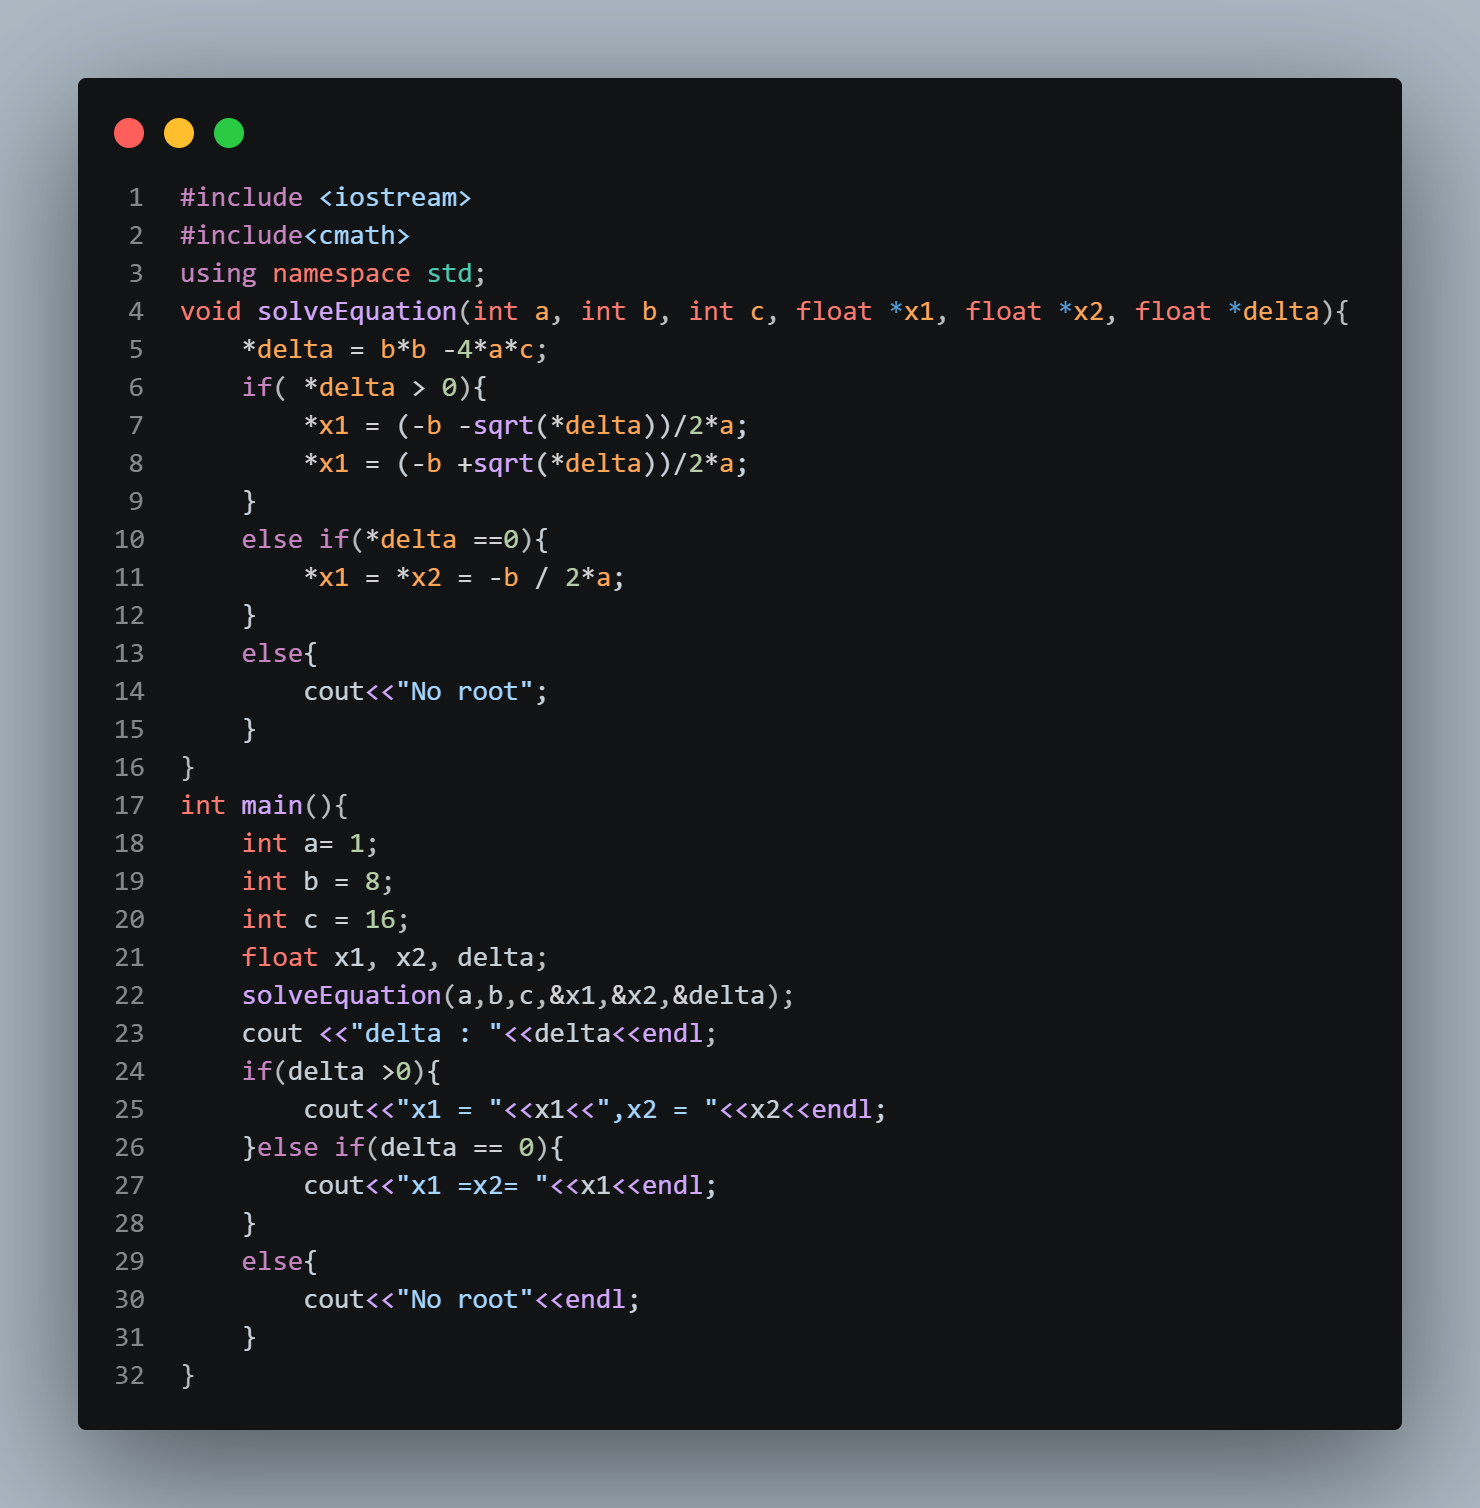 1 #include <iostream>
2 #include<cmath>
3 using namespace std;
4 void solveEquation(int a, int b, int c, float *x1, float *x2, float *delta){
5     *delta = b*b -4*a*c;
6     if( *delta > 0){
7         *x1 = (-b -sqrt(*delta))/2*a;
8         *x1 = (-b +sqrt(*delta))/2*a;
9     }
10     else if(*delta ==0){
11         *x1 = *x2 = -b / 2*a;
12     }
13     else{
14         cout<<"No root";
15     }
16 }
17 int main(){
18     int a= 1;
19     int b = 8;
20     int c = 16;
21     float x1, x2, delta;
22     solveEquation(a,b,c,&x1,&x2,&delta);
23     cout <<"delta : "<<delta<<endl;
24     if(delta >0){
25         cout<<"x1 = "<<x1<<",x2 = "<<x2<<endl;
26     }else if(delta == 0){
27         cout<<"x1 =x2= "<<x1<<endl;
28     }
29     else{
30         cout<<"No root"<<endl;
31     }
32 }